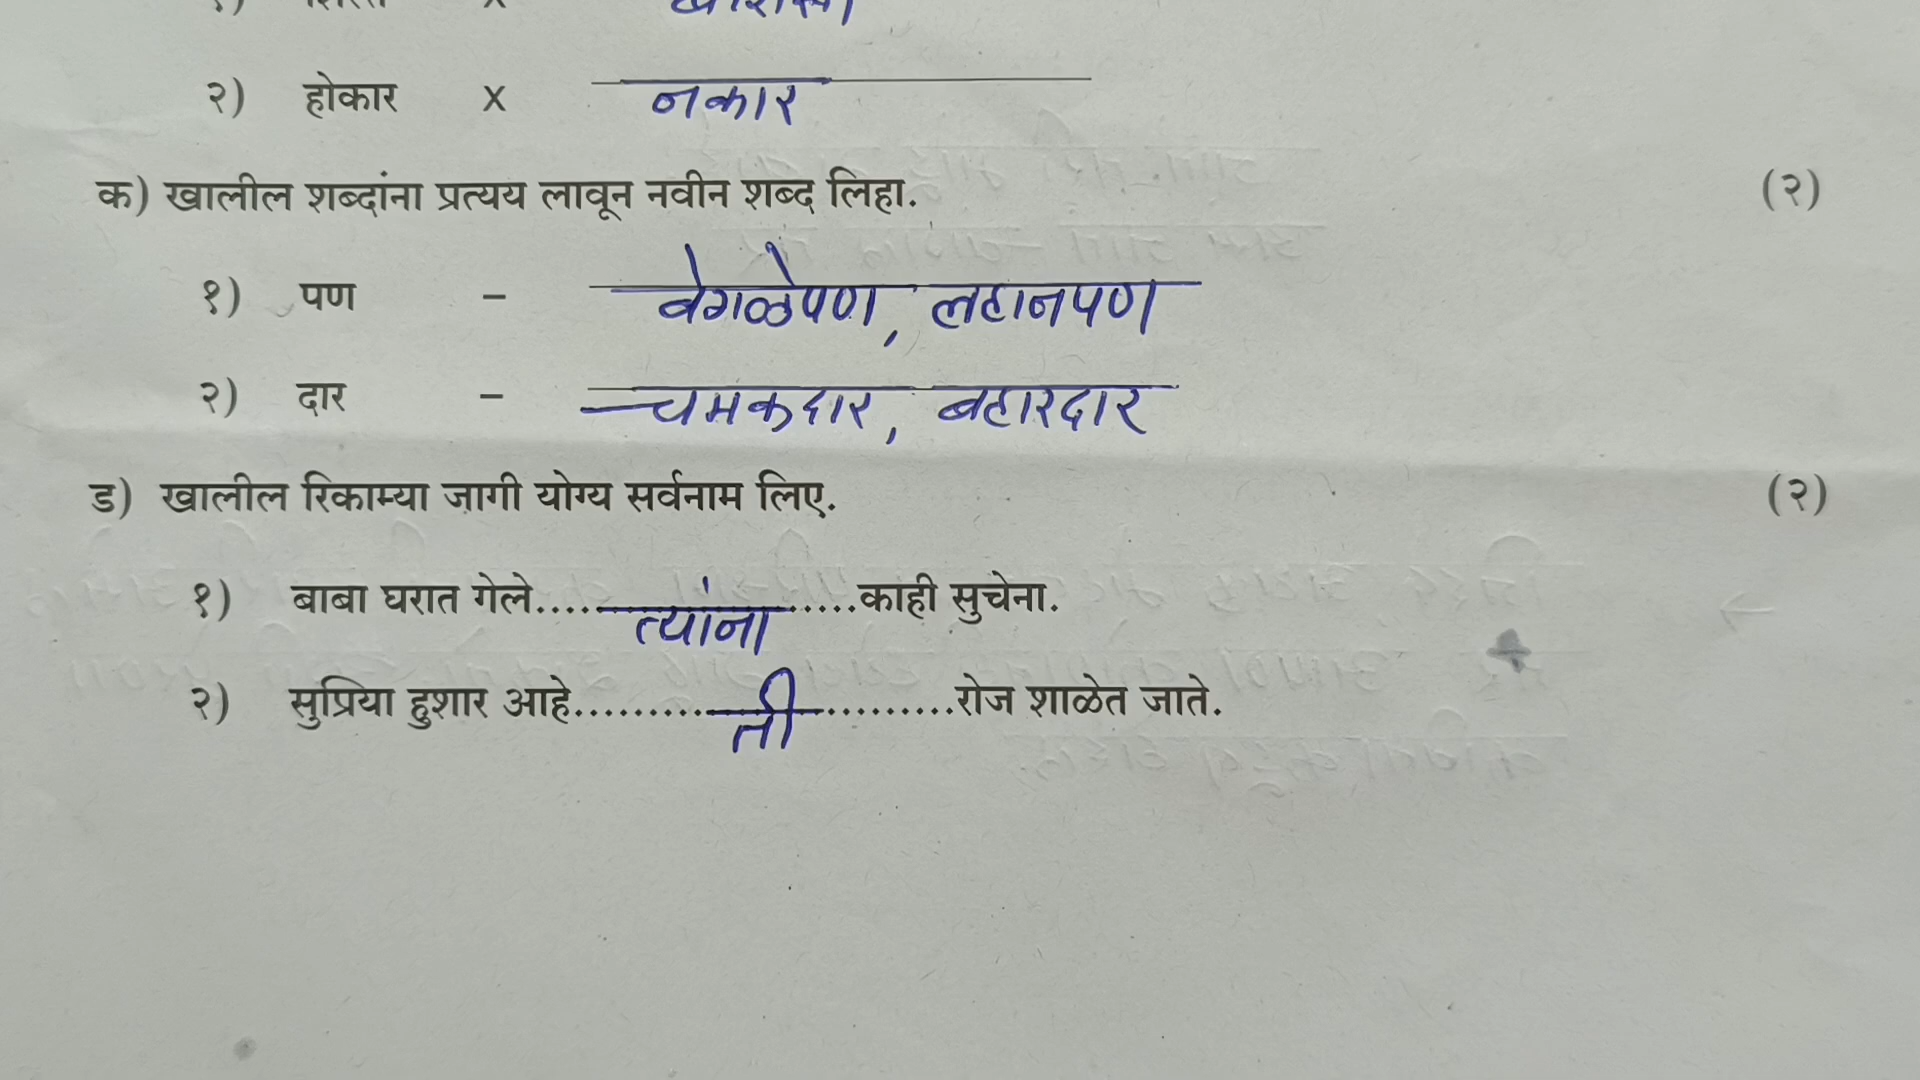 २) होकार x नकार
क) खालील शब्दांना प्रत्यय लावून नवीन शब्द लिहा. (२)
१) पण – वेगळेपण, लहानपण
२) दार – चमकदार, बहारदार
ड) खालील रिकाम्या जागी योग्य सर्वनाम लिए. (२)
१) बाबा घरात गेले.....त्यांना.....काही सुचेना.
२) सुप्रिया हुशार आहे.........ती..........रोज शाळेत जाते.